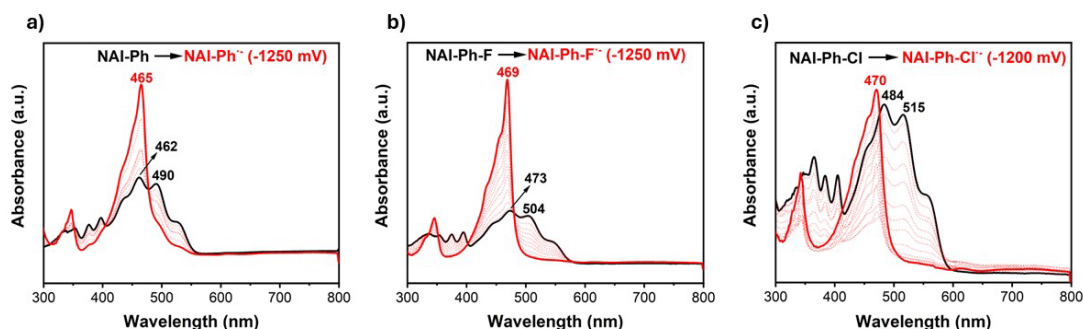 a)
NAI-Ph → NAI-Ph·- (-1250 mV)
465
462
490
Absorbance (a.u.)
300 400 500 600 700 800
Wavelength (nm)
b)
NAI-Ph-F → NAI-Ph-F·- (-1250 mV)
469
473
504
Absorbance (a.u.)
300 400 500 600 700 800
Wavelength (nm)
c)
NAI-Ph-Cl → NAI-Ph-Cl·- (-1200 mV)
470
484
515
Absorbance (a.u.)
300 400 500 600 700 800
Wavelength (nm)